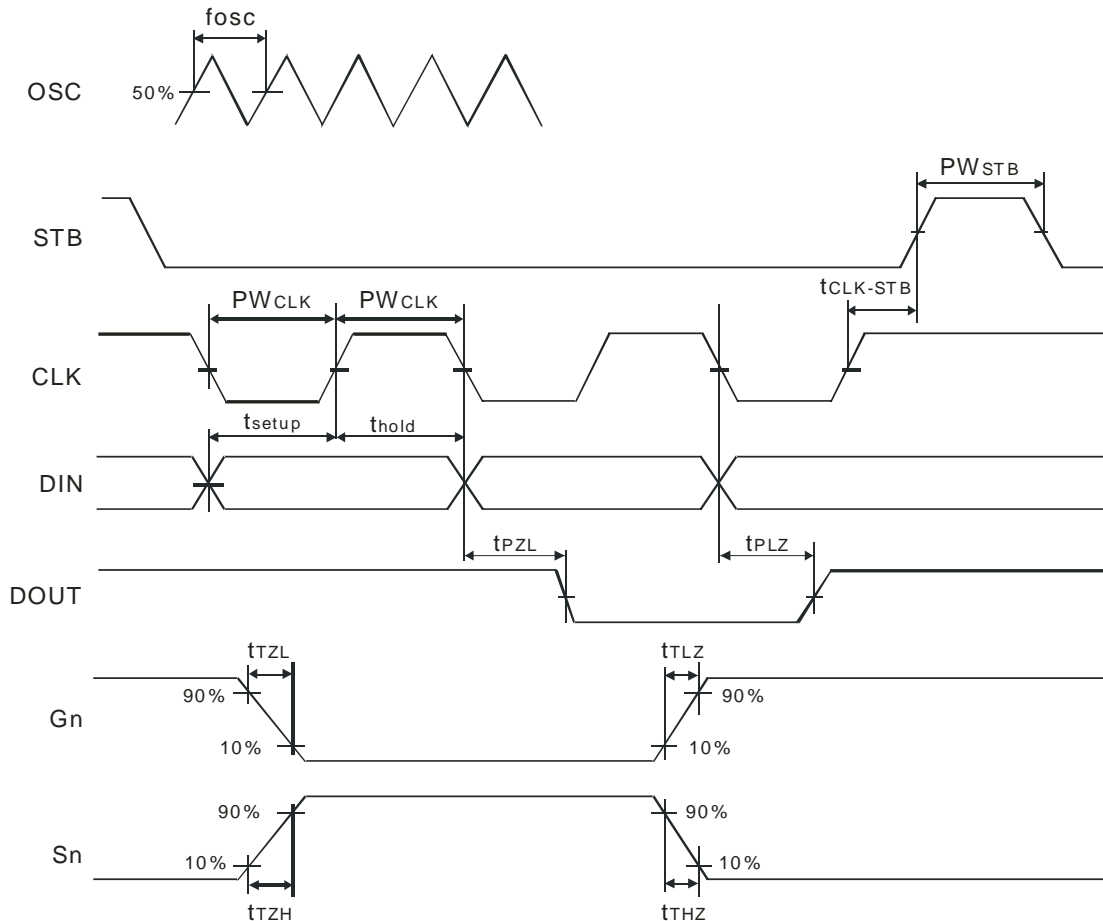 fosc
OSC
50%
PWSTB
STB
tCLK-STB
PWCLK PWCLK
CLK
tsetup thold
DIN
tPZL tPLZ
DOUT
tTZL tTLZ
90% 90%
Gn
10% 10%
90% 90%
Sn
10% 10%
tTZH tTHZ